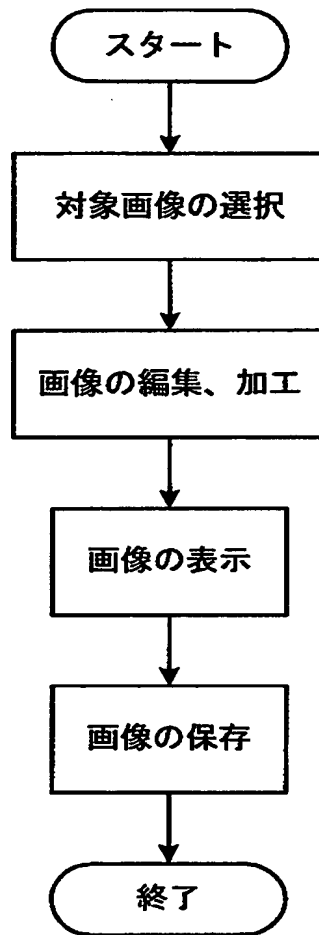 スタート
対象画像の選択
画像の編集、加工
画像の表示
画像の保存
終了